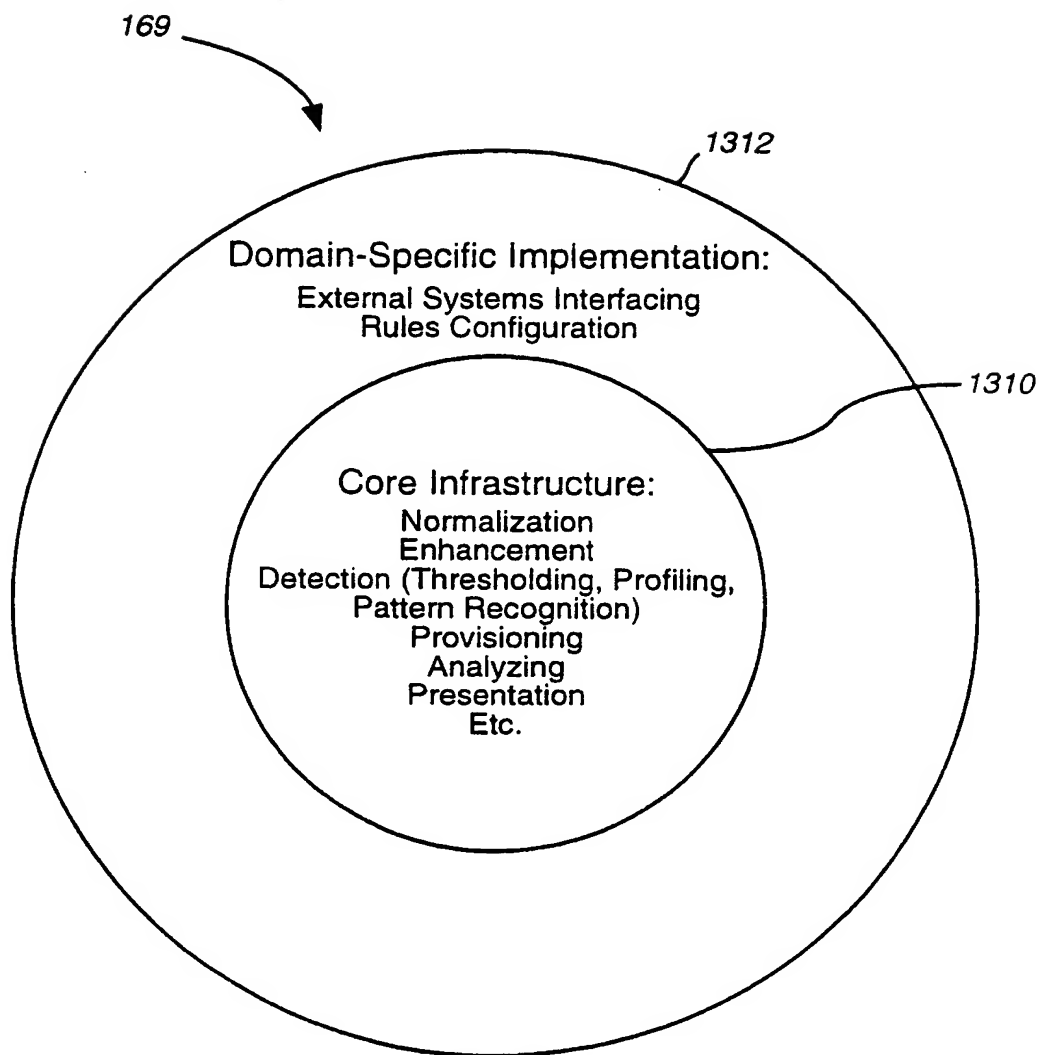 169
1312
Domain-Specific Implementation:
External Systems Interfacing
Rules Configuration
1310
Core Infrastructure:
Normalization
Enhancement
Detection (Thresholding, Profiling,
Pattern Recognition)
Provisioning
Analyzing
Presentation
Etc.